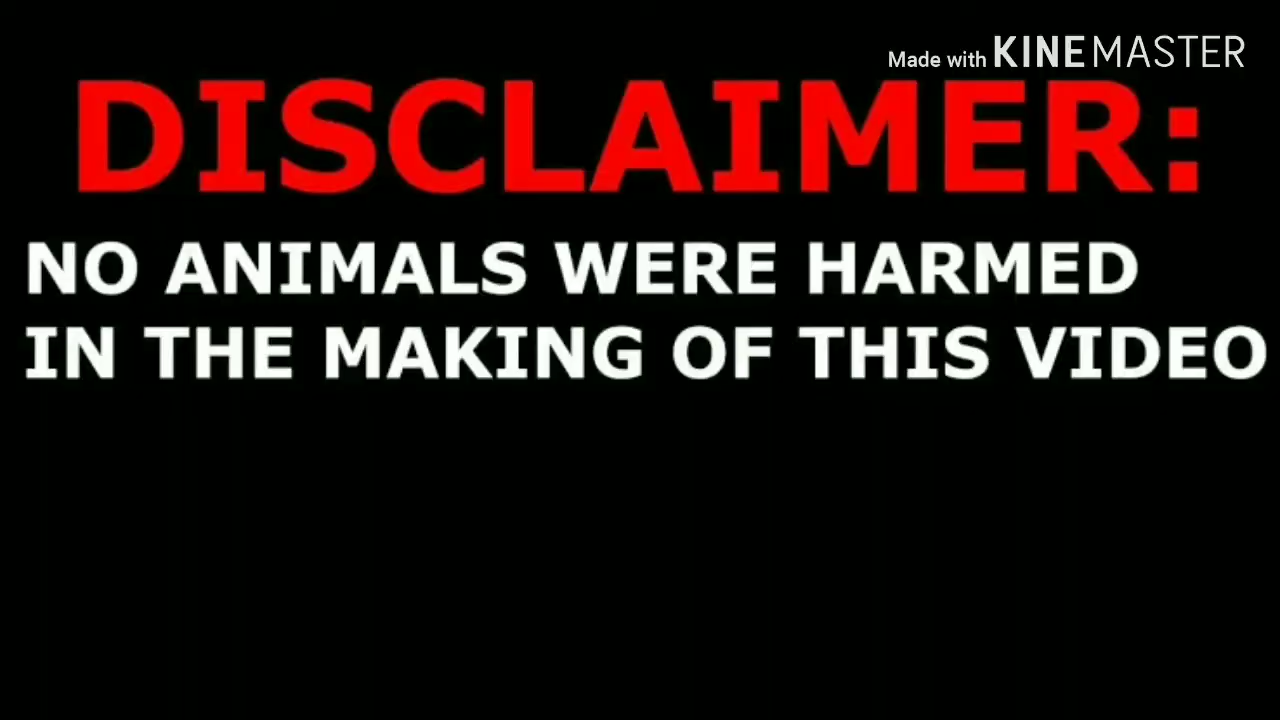 Made with KINEMASTER
DISCLAIMER:
NO ANIMALS WERE HARMED
IN THE MAKING OF THIS VIDEO